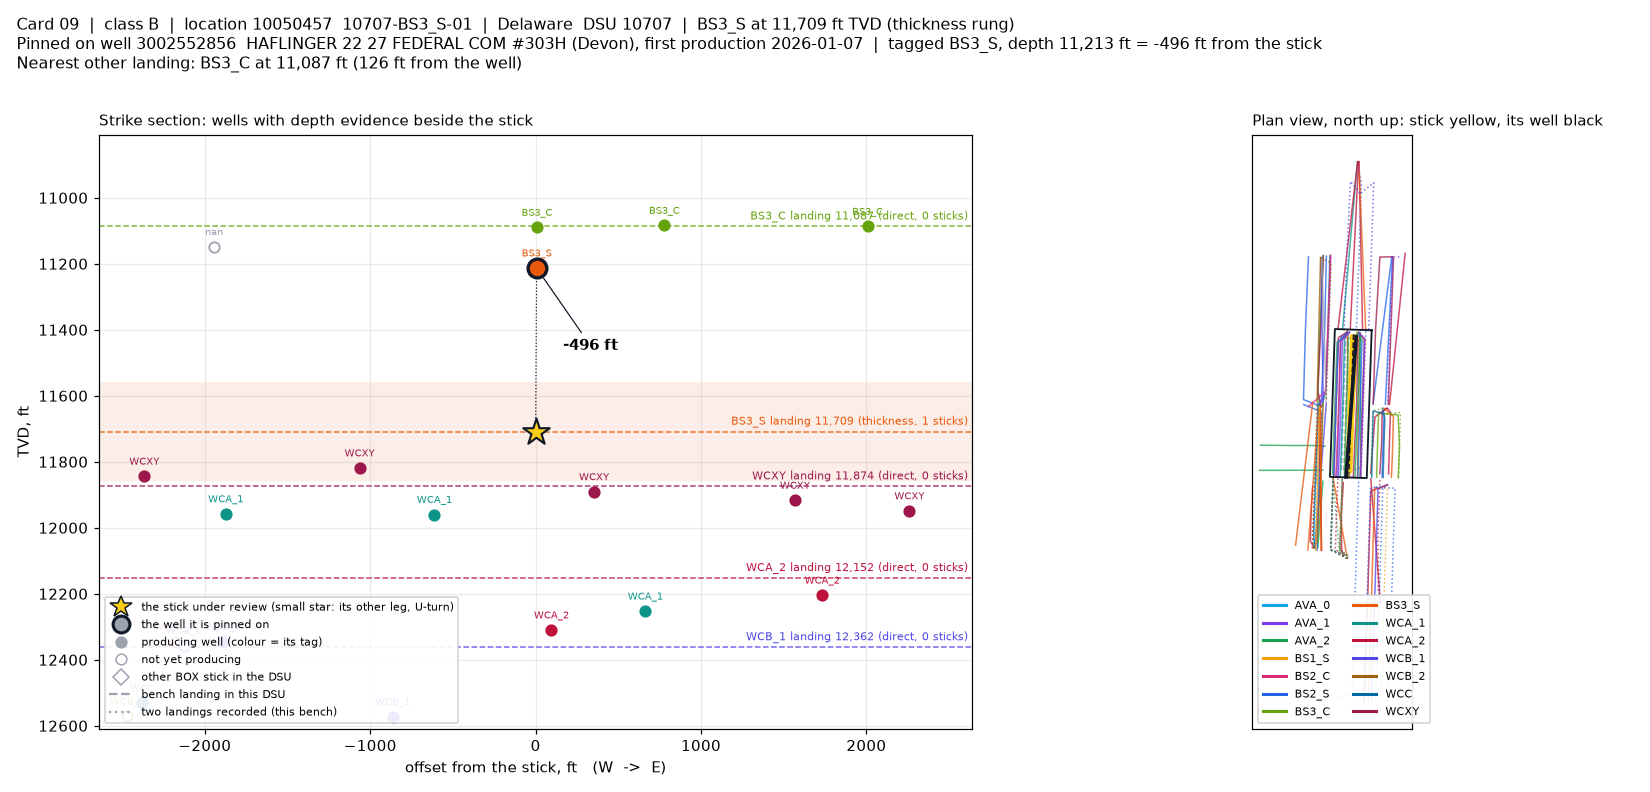 Card 09  |  class B  |  location 10050457  10707-BS3_S-01  |  Delaware  DSU 10707  |  BS3_S at 11,709 ft TVD (thickness rung)
Pinned on well 3002552856  HAFLINGER 22 27 FEDERAL COM #303H (Devon), first production 2026-01-07  |  tagged BS3_S, depth 11,213 ft = -496 ft from the stick
Nearest other landing: BS3_C at 11,087 ft (126 ft from the well)
Strike section: wells with depth evidence beside the stick
Plan view, north up: stick yellow, its well black
11000
11200
11400
11600
11800
12000
12200
12400
12600
TVD, ft
−2000
−1000
0
1000
2000
offset from the stick, ft   (W  ->  E)
BS3_C
BS3_C
BS3_C
BS3_C landing 11,087 (direct, 0 sticks)
nan
BS3_S
-496 ft
BS3_S landing 11,709 (thickness, 1 sticks)
WCXY
WCXY
WCXY
WCXY landing 11,874 (direct, 0 sticks)
WCXY
WCXY
WCA_1
WCA_1
WCA_2 landing 12,152 (direct, 0 sticks)
WCA_2
WCA_1
WCA_2
WCB_1 landing 12,362 (direct, 0 sticks)
WCB_1
the stick under review (small star: its other leg, U-turn)
the well it is pinned on
producing well (colour = its tag)
not yet producing
other BOX stick in the DSU
bench landing in this DSU
two landings recorded (this bench)
AVA_0
AVA_1
AVA_2
BS1_S
BS2_C
BS2_S
BS3_C
BS3_S
WCA_1
WCA_2
WCB_1
WCB_2
WCC
WCXY